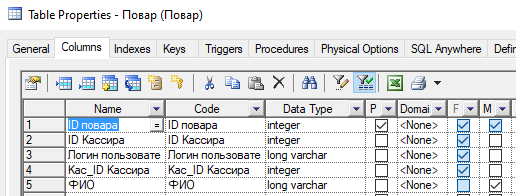 Table Properties - Повар (Повар)
General Columns Indexes Keys Triggers Procedures Physical Options SQL Anywhere Defin
Name Code Data Type P Domai F M
1 ID повара = ID повара integer <None>
2 ID Кассира ID Кассира integer <None>
3 Логин пользовате Логин пользовате long varchar <None>
4 Кас_ID Кассира Кас_ID Кассира integer <None>
5 ФИО ФИО long varchar <None>